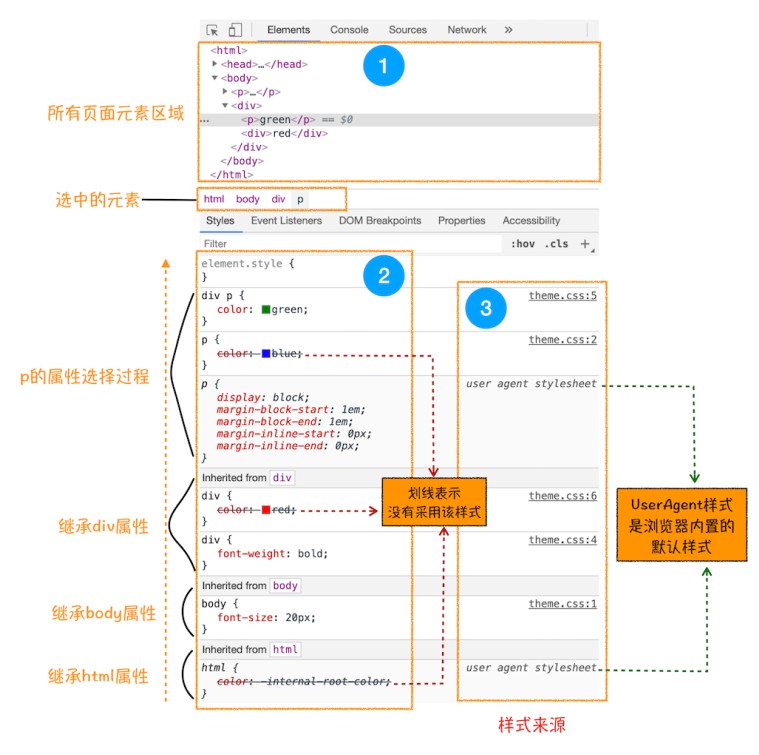 Elements Console Sources Network »
<html>
▶ <head>…</head>
▼ <body>
▶ <p>…</p>
▼ <div>
… <p>green</p> == $0
<div>red</div>
</div>
</body>
</html>
1
所有页面元素区域
选中的元素
html body div p
Styles Event Listeners DOM Breakpoints Properties Accessibility
Filter :hov .cls +
element.style {
}
2
3
div p { theme.css:5
color: green;
}
p { theme.css:2
color: blue;
}
p的属性选择过程
p { user agent stylesheet
display: block;
margin-block-start: 1em;
margin-block-end: 1em;
margin-inline-start: 0px;
margin-inline-end: 0px;
}
Inherited from div
div { theme.css:6
color: red;
}
继承div属性
div { theme.css:4
font-weight: bold;
}
划线表示
没有采用该样式
UserAgent样式
是浏览器内置的
默认样式
Inherited from body
body { theme.css:1
font-size: 20px;
}
继承body属性
Inherited from html
html { user agent stylesheet
color: -internal-root-color;
}
继承html属性
样式来源